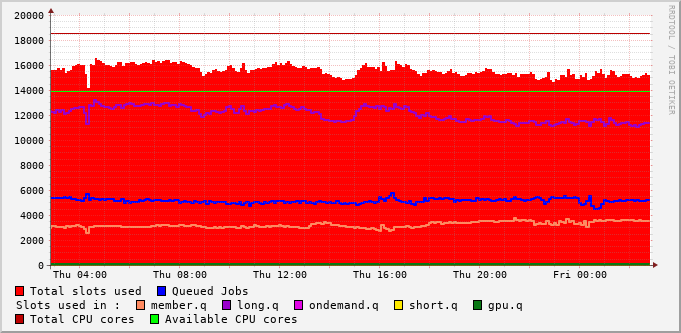 RRDTOOL / TOBI OETIKER
20000
18000
16000
14000
12000
10000
8000
6000
4000
2000
0
Thu 04:00 Thu 08:00 Thu 12:00 Thu 16:00 Thu 20:00 Fri 00:00
Total slots used Queued Jobs
Slots used in : member.q long.q ondemand.q short.q gpu.q
Total CPU cores Available CPU cores